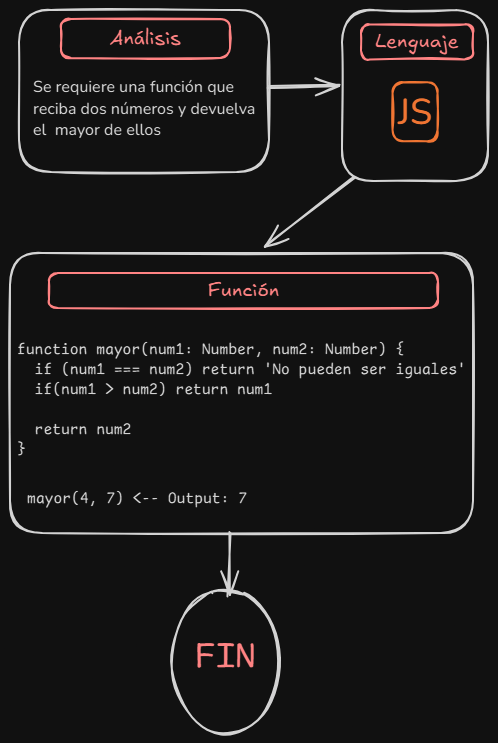 Análisis
Se requiere una función que
reciba dos números y devuelva
el  mayor de ellos
Lenguaje
JS
Función
function mayor(num1: Number, num2: Number) {
  if (num1 === num2) return 'No pueden ser iguales'
  if(num1 > num2) return num1
  return num2
}
mayor(4, 7) <-- Output: 7
FIN